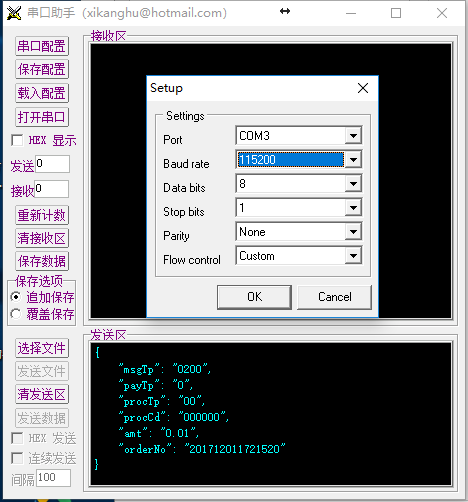 串口助手 (xikanghu@hotmail.com)
串口配置
保存配置
载入配置
打开串口
HEX 显示
发送 0
接收 0
重新计数
清接收区
保存数据
保存选项
追加保存
覆盖保存
选择文件
发送文件
清发送区
发送数据
HEX 发送
连续发送
间隔 100
接收区
Setup
Settings
Port COM3
Baud rate 115200
Data bits 8
Stop bits 1
Parity None
Flow control Custom
OK Cancel
发送区
{
"msgTp": "0200",
"payTp": "0",
"procTp": "00",
"procCd": "000000",
"amt": "0.01",
"orderNo": "201712011721520"
}